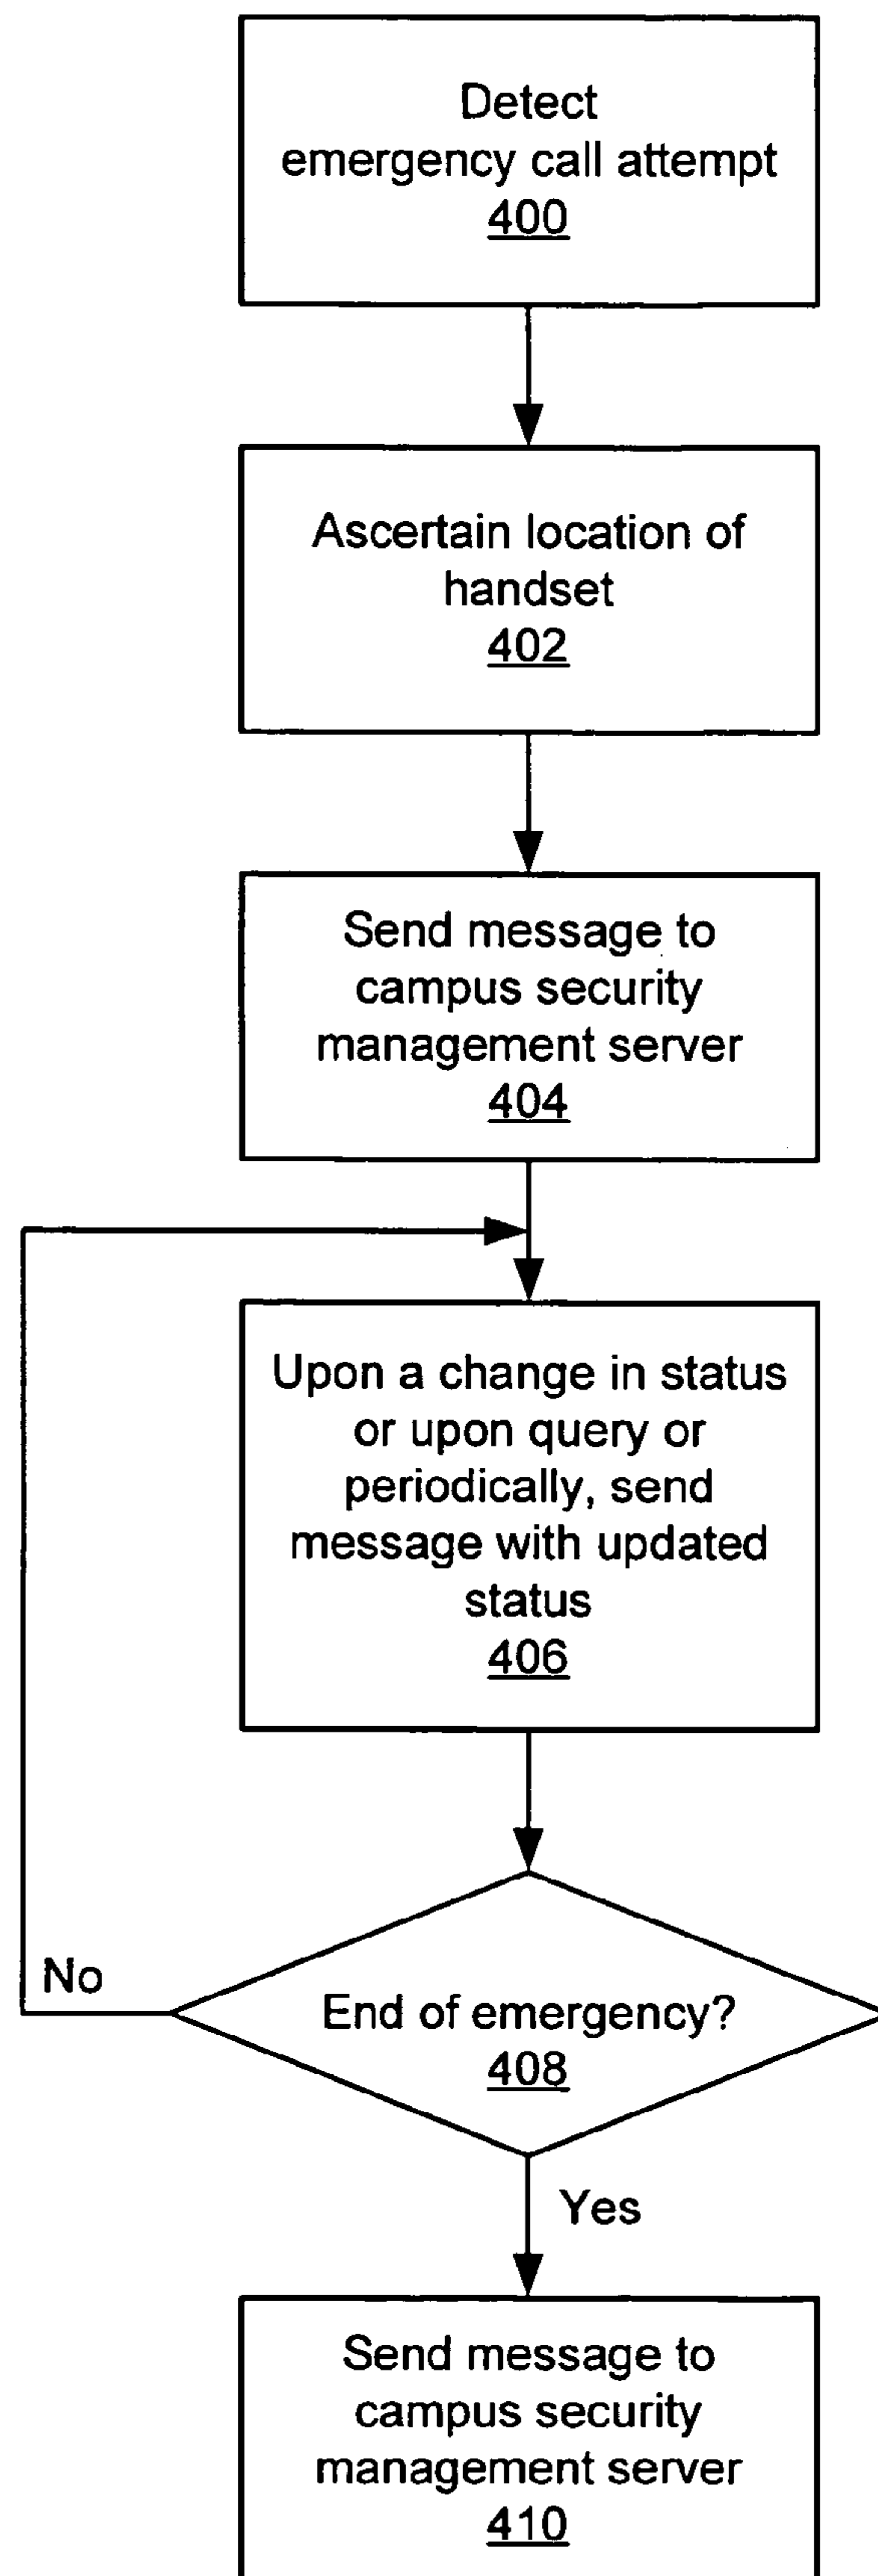 Detect
emergency call attempt
400
Ascertain location of
handset
402
Send message to
campus security
management server
404
Upon a change in status
or upon query or
periodically, send
message with updated
status
406
No
End of emergency?
408
Yes
Send message to
campus security
management server
410